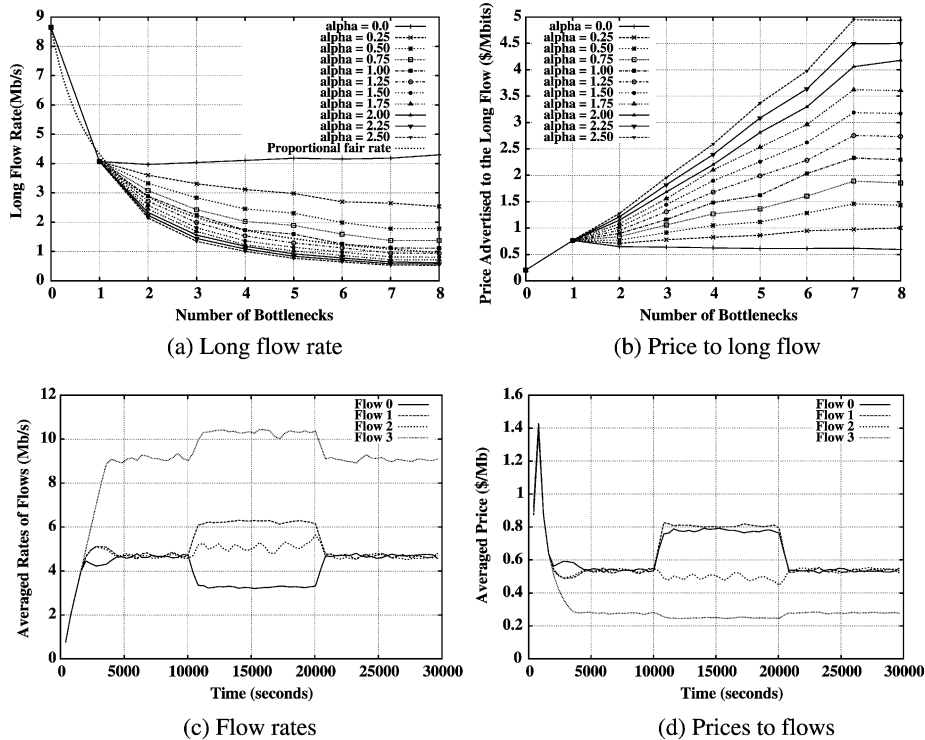 Long Flow Rate(Mb/s)
9
8
7
6
5
4
3
2
1
0
0 1 2 3 4 5 6 7 8
Number of Bottlenecks
alpha = 0.0
alpha = 0.25
alpha = 0.50
alpha = 0.75
alpha = 1.00
alpha = 1.25
alpha = 1.50
alpha = 1.75
alpha = 2.00
alpha = 2.25
alpha = 2.50
Proportional fair rate
(a) Long flow rate
Price Advertised to the Long Flow ($/Mbits)
5
4.5
4
3.5
3
2.5
2
1.5
1
0.5
0
0 1 2 3 4 5 6 7 8
Number of Bottlenecks
alpha = 0.0
alpha = 0.25
alpha = 0.50
alpha = 0.75
alpha = 1.00
alpha = 1.25
alpha = 1.50
alpha = 1.75
alpha = 2.00
alpha = 2.25
alpha = 2.50
(b) Price to long flow
Averaged Rates of Flows (Mb/s)
12
10
8
6
4
2
0
0 5000 10000 15000 20000 25000 30000
Time (seconds)
Flow 0
Flow 1
Flow 2
Flow 3
(c) Flow rates
Averaged Price ($/Mb)
1.6
1.4
1.2
1
0.8
0.6
0.4
0.2
0
0 5000 10000 15000 20000 25000 30000
Time (seconds)
Flow 0
Flow 1
Flow 2
Flow 3
(d) Prices to flows